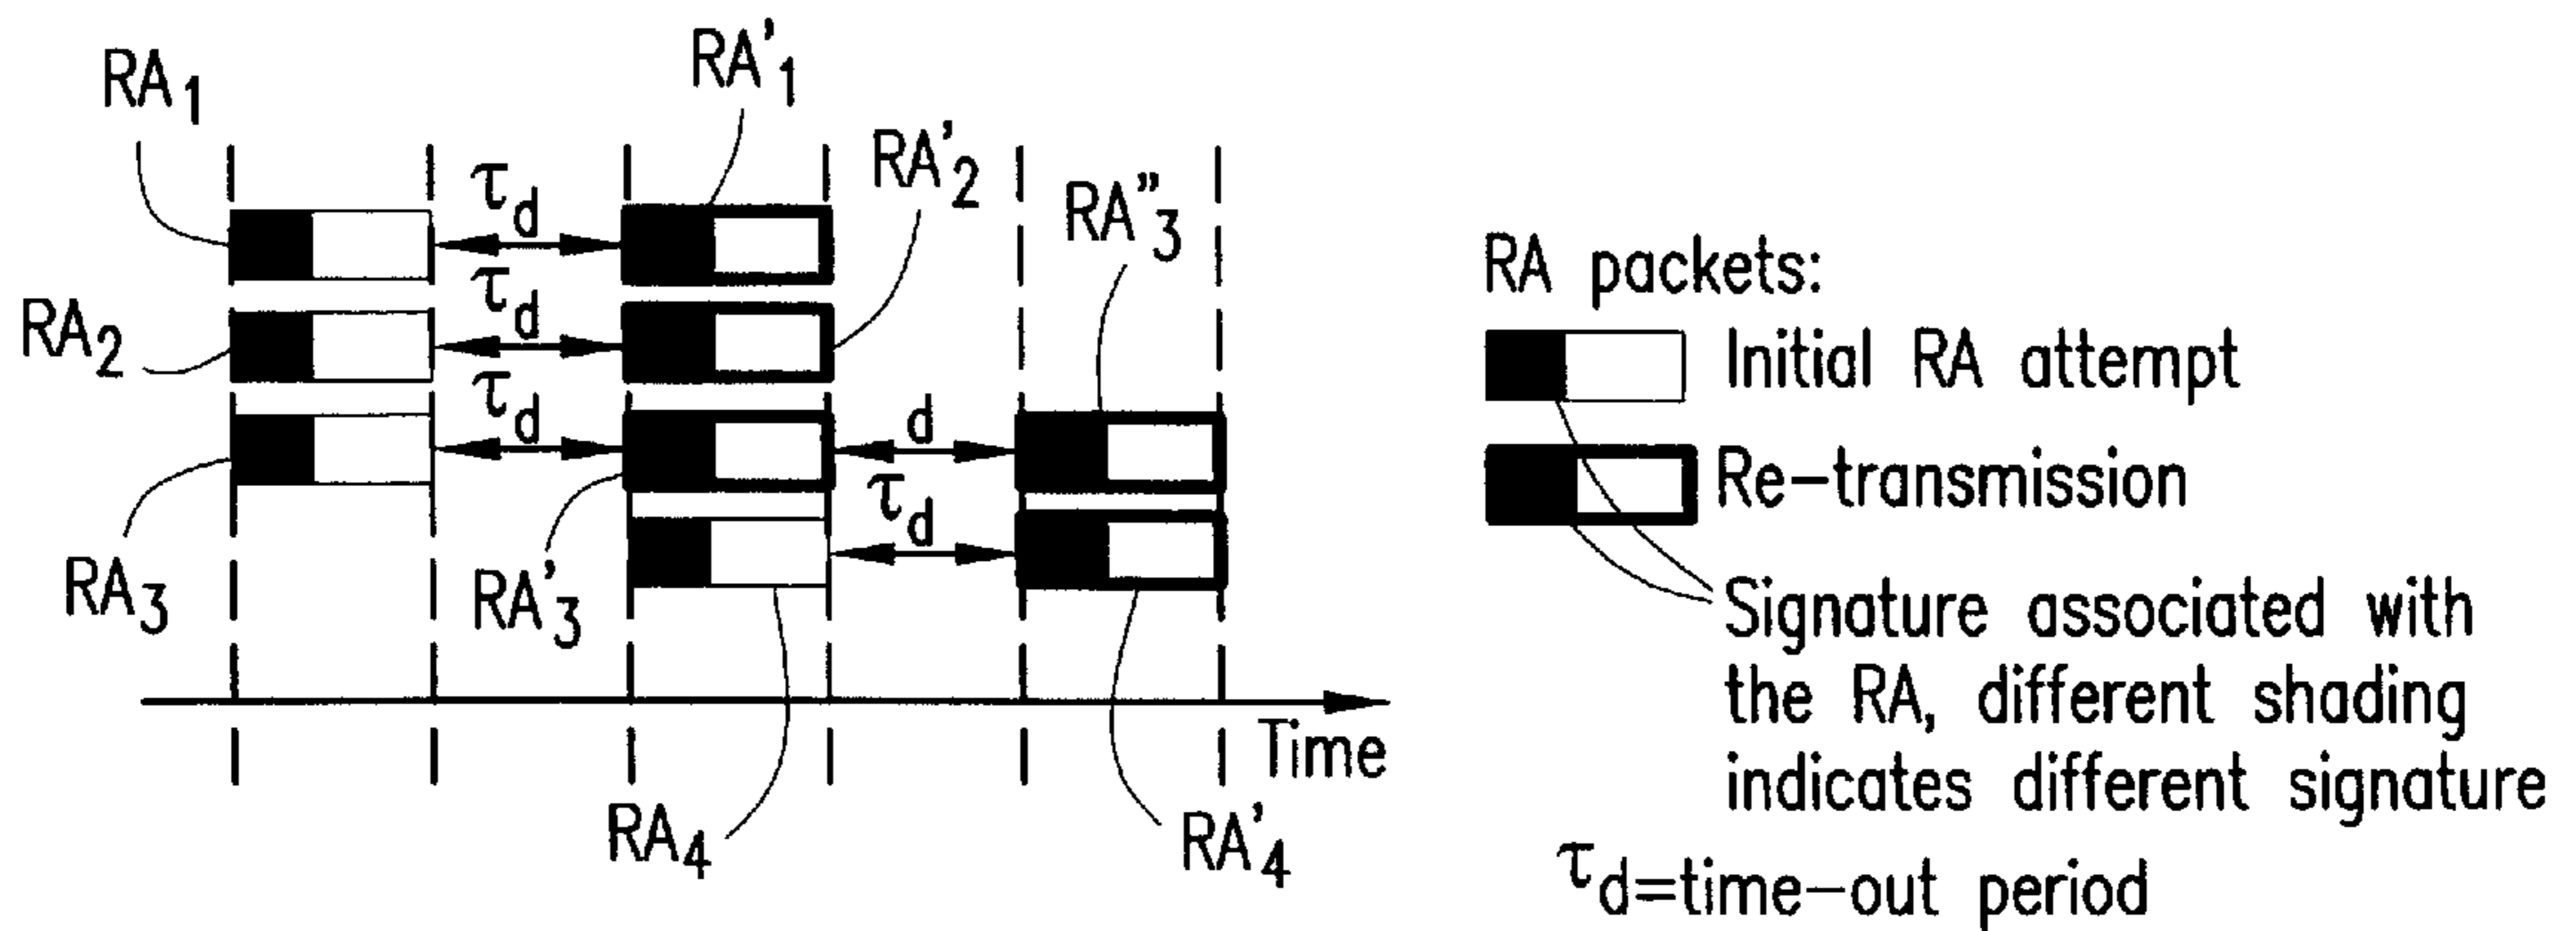 RA1
RA'1
RA'2
RA"3
τd
RA2
τd
τd
d
τd
RA3
RA'3
Time
RA4
RA'4
RA packets:
Initial RA attempt
Re-transmission
Signature associated with
the RA, different shading
indicates different signature
τd=time-out period